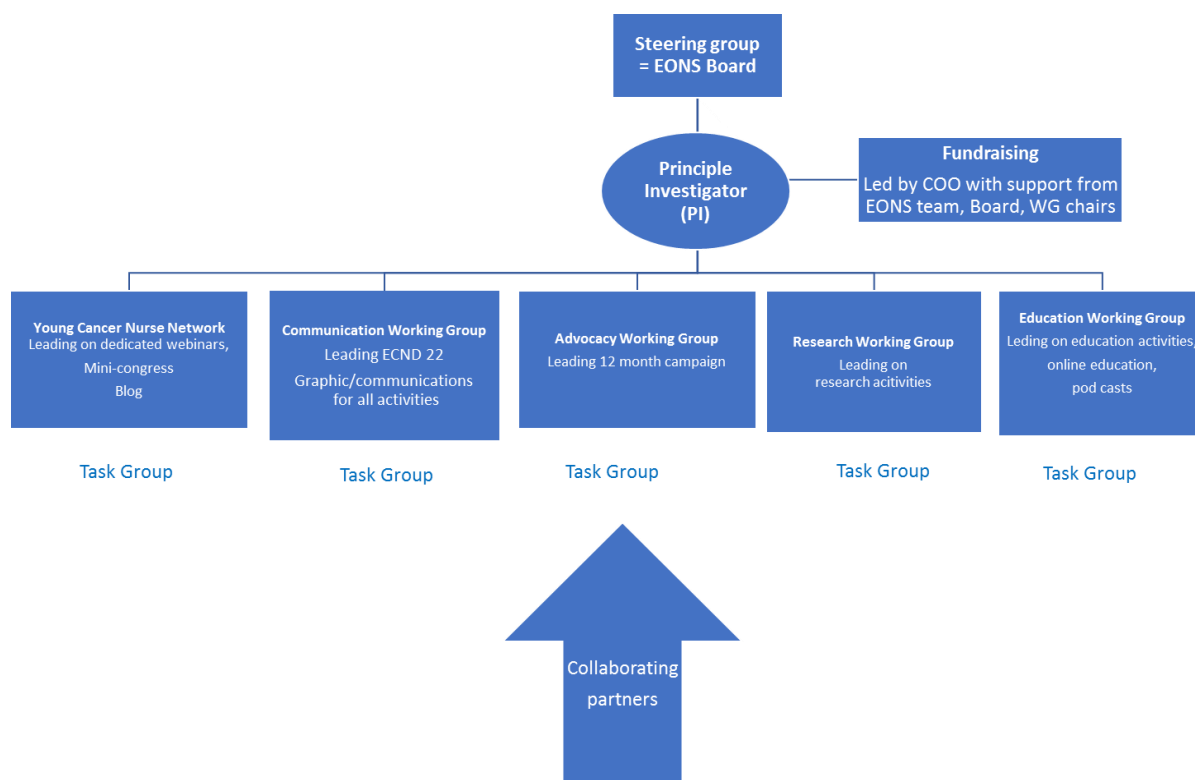 Steering group
= EONS Board
Principle
Investigator
(PI)
Fundraising
Led by COO with support from
EONS team, Board, WG chairs
Young Cancer Nurse Network
Leading on dedicated webinars,
Mini-congress
Blog
Communication Working Group
Leading ECND 22
Graphic/communications
for all activities
Advocacy Working Group
Leading 12 month campaign
Research Working Group
Leading on
research acitivities
Education Working Group
Leding on education activities,
online education,
pod casts
Task Group
Task Group
Task Group
Task Group
Task Group
Collaborating
partners